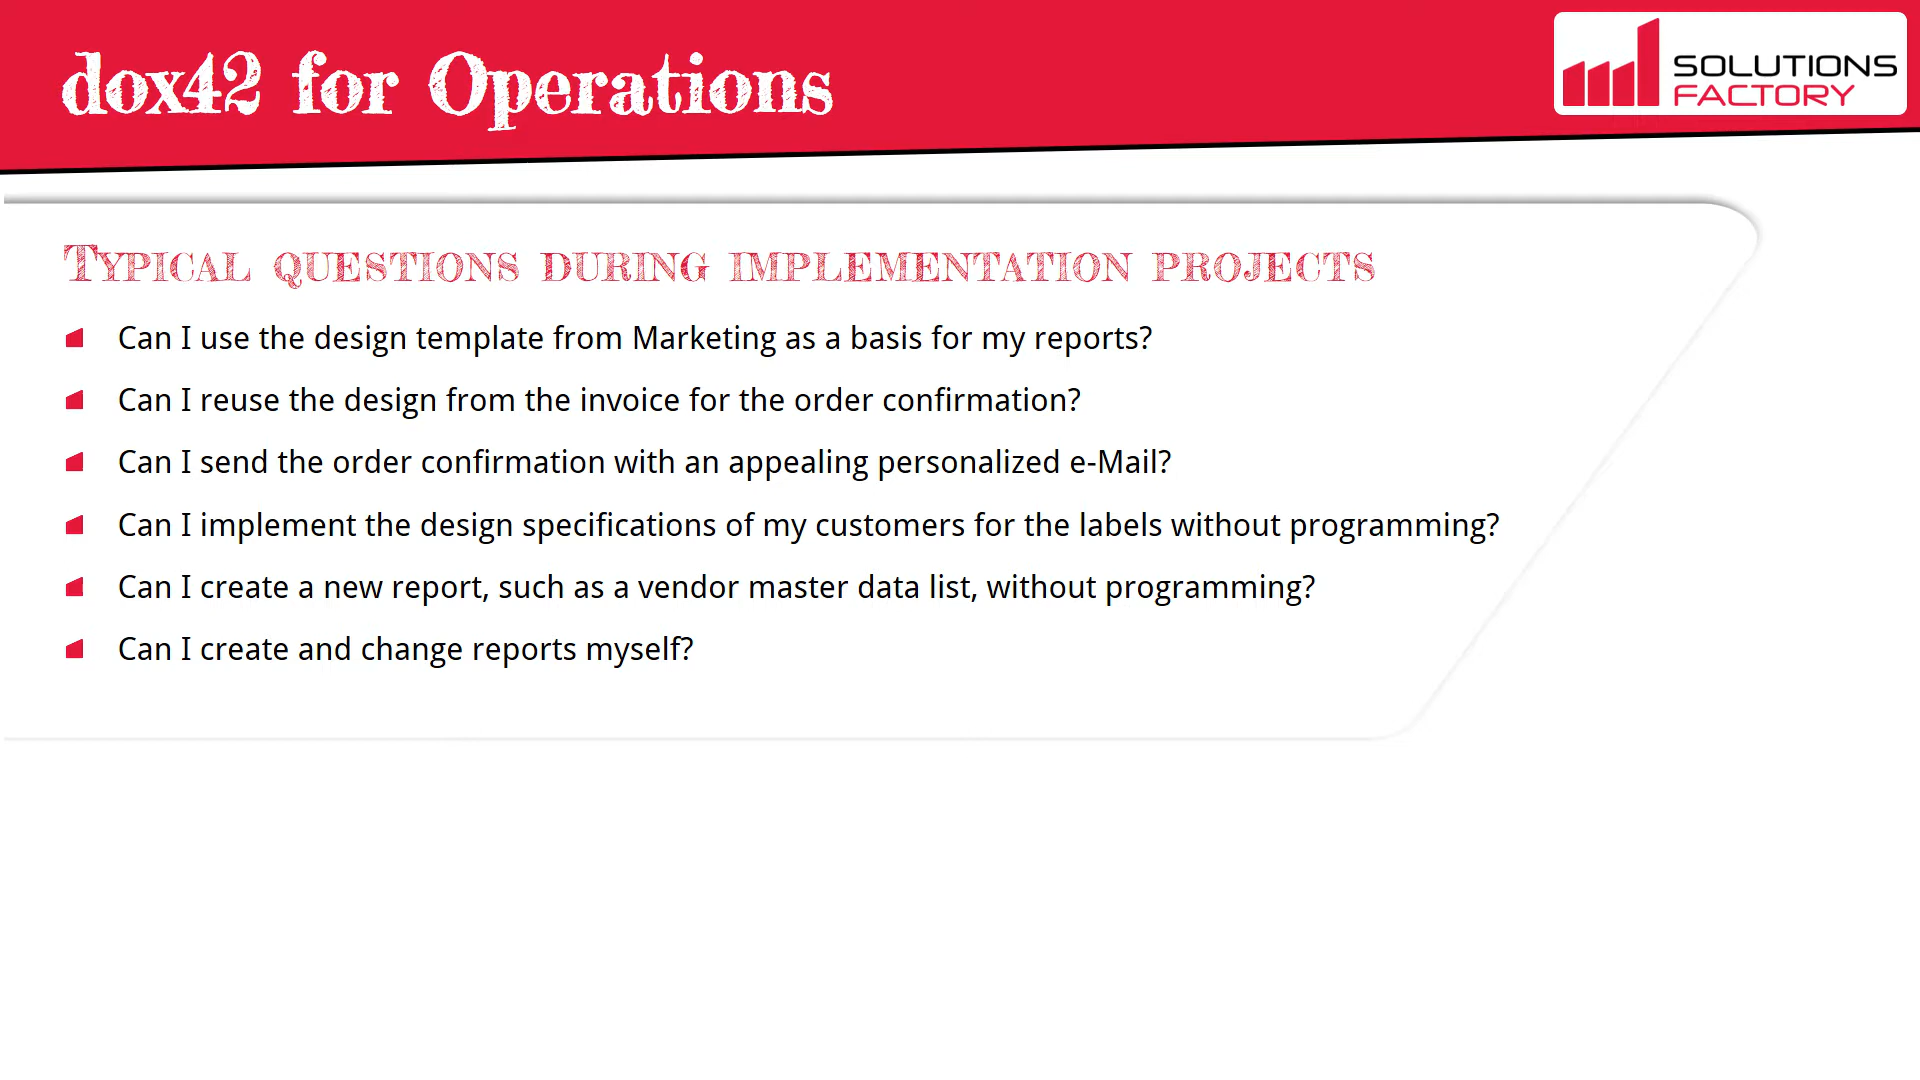 dox42 for Operations
SOLUTIONS
FACTORY
Typical questions during implementation projects
Can I use the design template from Marketing as a basis for my reports?
Can I reuse the design from the invoice for the order confirmation?
Can I send the order confirmation with an appealing personalized e-Mail?
Can I implement the design specifications of my customers for the labels without programming?
Can I create a new report, such as a vendor master data list, without programming?
Can I create and change reports myself?